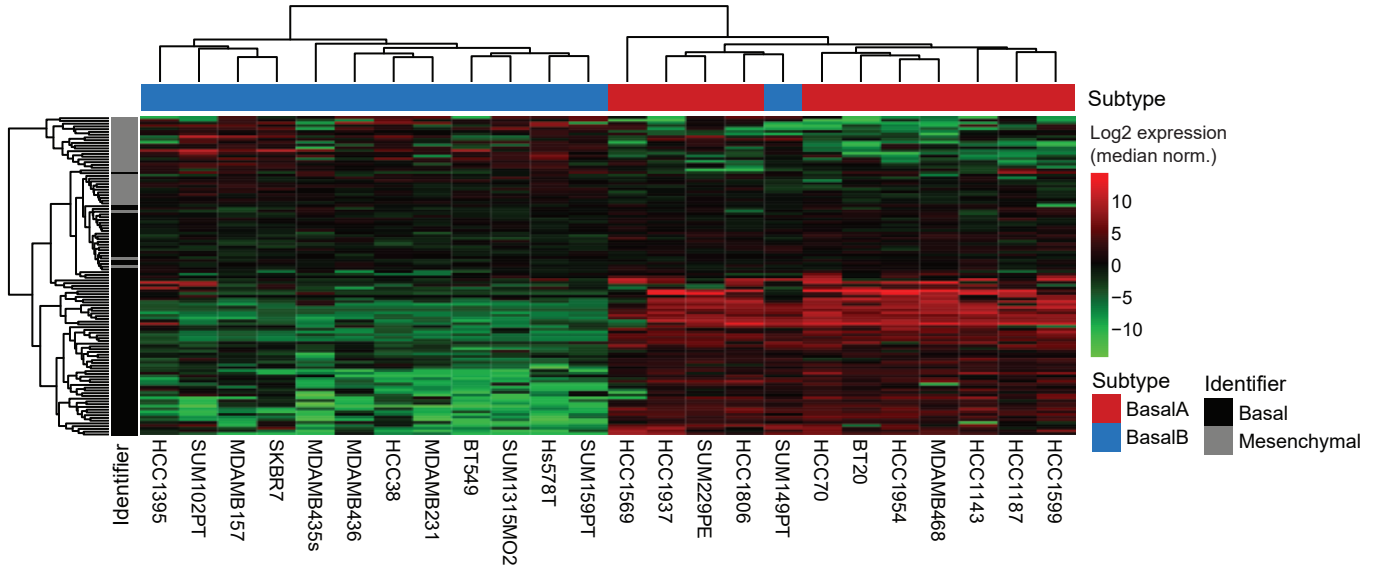 Subtype
Log2 expression
(median norm.)
10
5
0
−5
−10
Subtype
BasalA
BasalB
Identifier
Basal
Mesenchymal
Identifier
HCC1395
SUM102PT
MDAMB157
SKBR7
MDAMB435s
MDAMB436
HCC38
MDAMB231
BT549
SUM1315MO2
Hs578T
SUM159PT
HCC1569
HCC1937
SUM229PE
HCC1806
SUM149PT
HCC70
BT20
HCC1954
MDAMB468
HCC1143
HCC1187
HCC1599